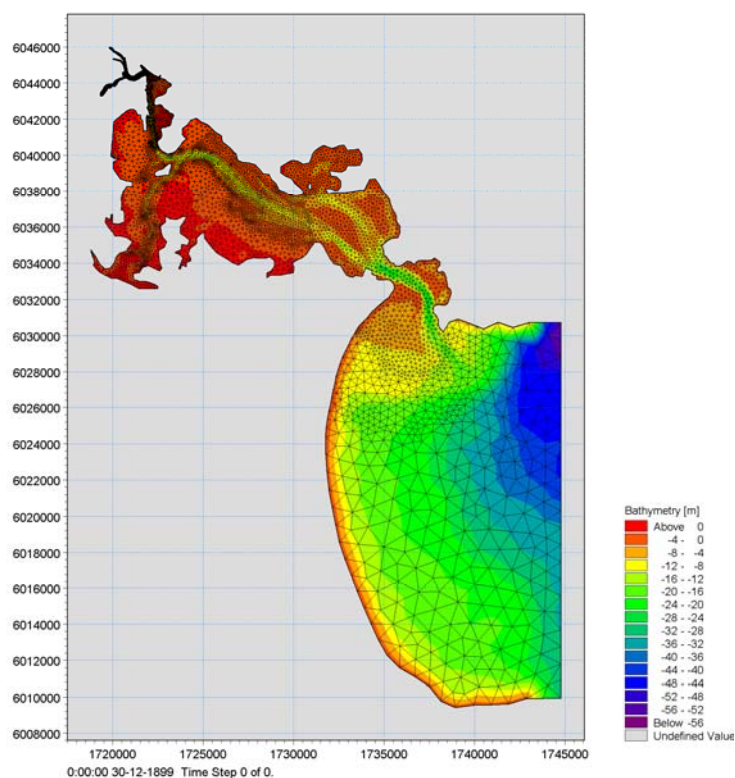 6046000
6044000
6042000
6040000
6038000
6036000
6034000
6032000
6030000
6028000
6026000
6024000
6022000
6020000
6018000
6016000
6014000
6012000
6010000
6008000
1720000 1725000 1730000 1735000 1740000 1745000
0:00:00 30-12-1899 Time Step 0 of 0.
Bathymetry [m]
Above 0
-4 - 0
-8 - -4
-12 - -8
-16 - -12
-20 - -16
-24 - -20
-28 - -24
-32 - -28
-36 - -32
-40 - -36
-44 - -40
-48 - -44
-52 - -48
-56 - -52
Below -56
Undefined Value